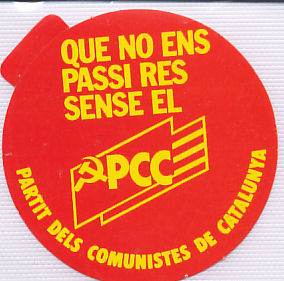 QUE NO ENS
PASSI RES
SENSE EL
PCC
PARTIT DELS COMUNISTES DE CATALUNYA